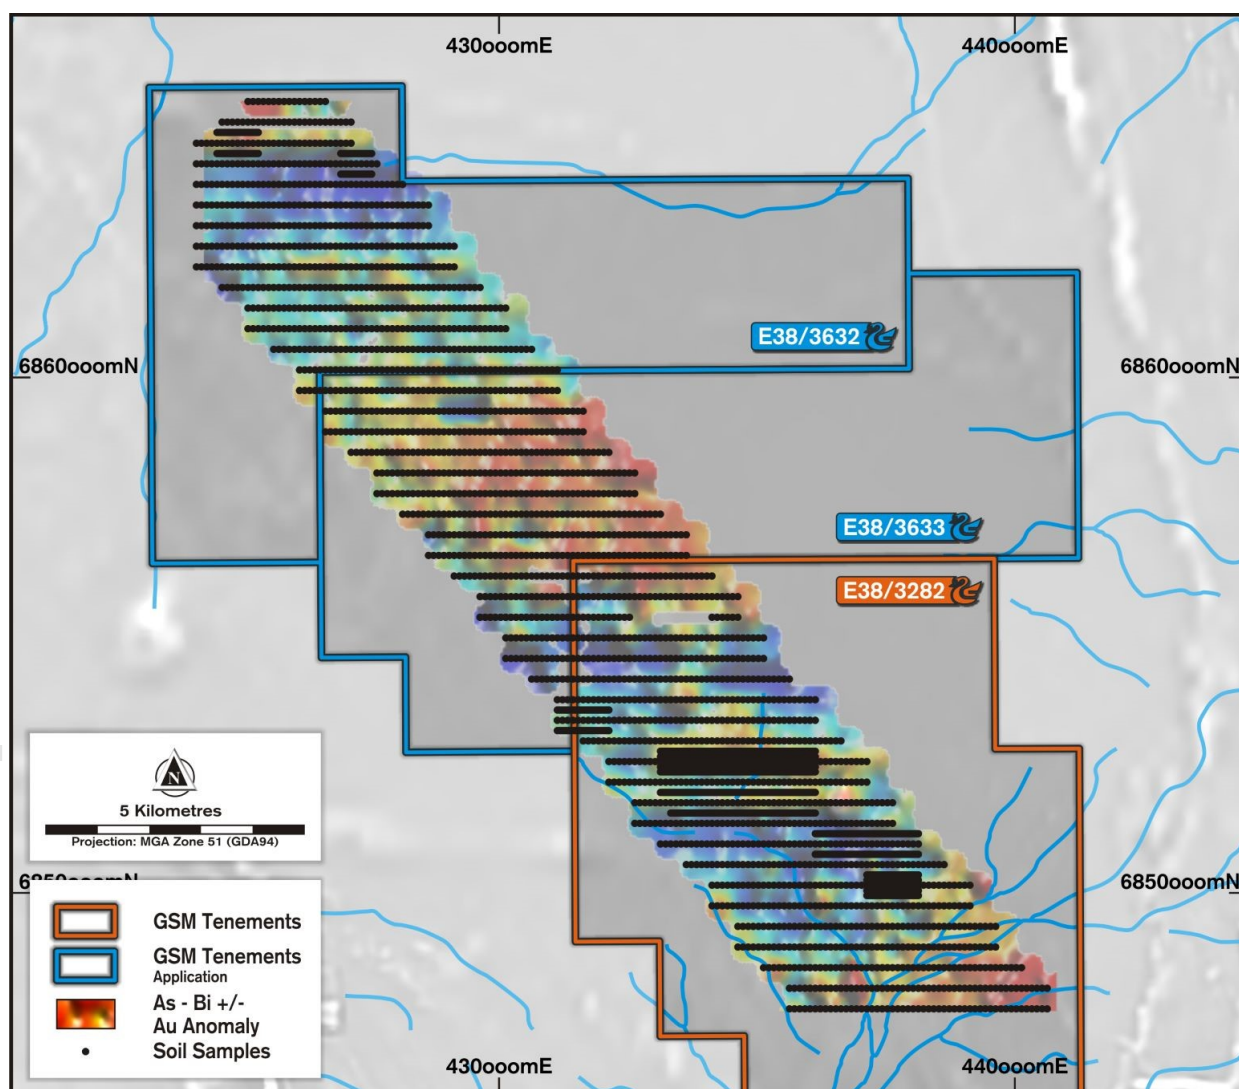 430000mE
440000mE
E38/3632
6860000mN
6860000mN
E38/3633
E38/3282
N
5 Kilometres
Projection: MGA Zone 51 (GDA94)
6850000mN
6850000mN
GSM Tenements
GSM Tenements
Application
As - Bi +/-
Au Anomaly
Soil Samples
430000mE
440000mE